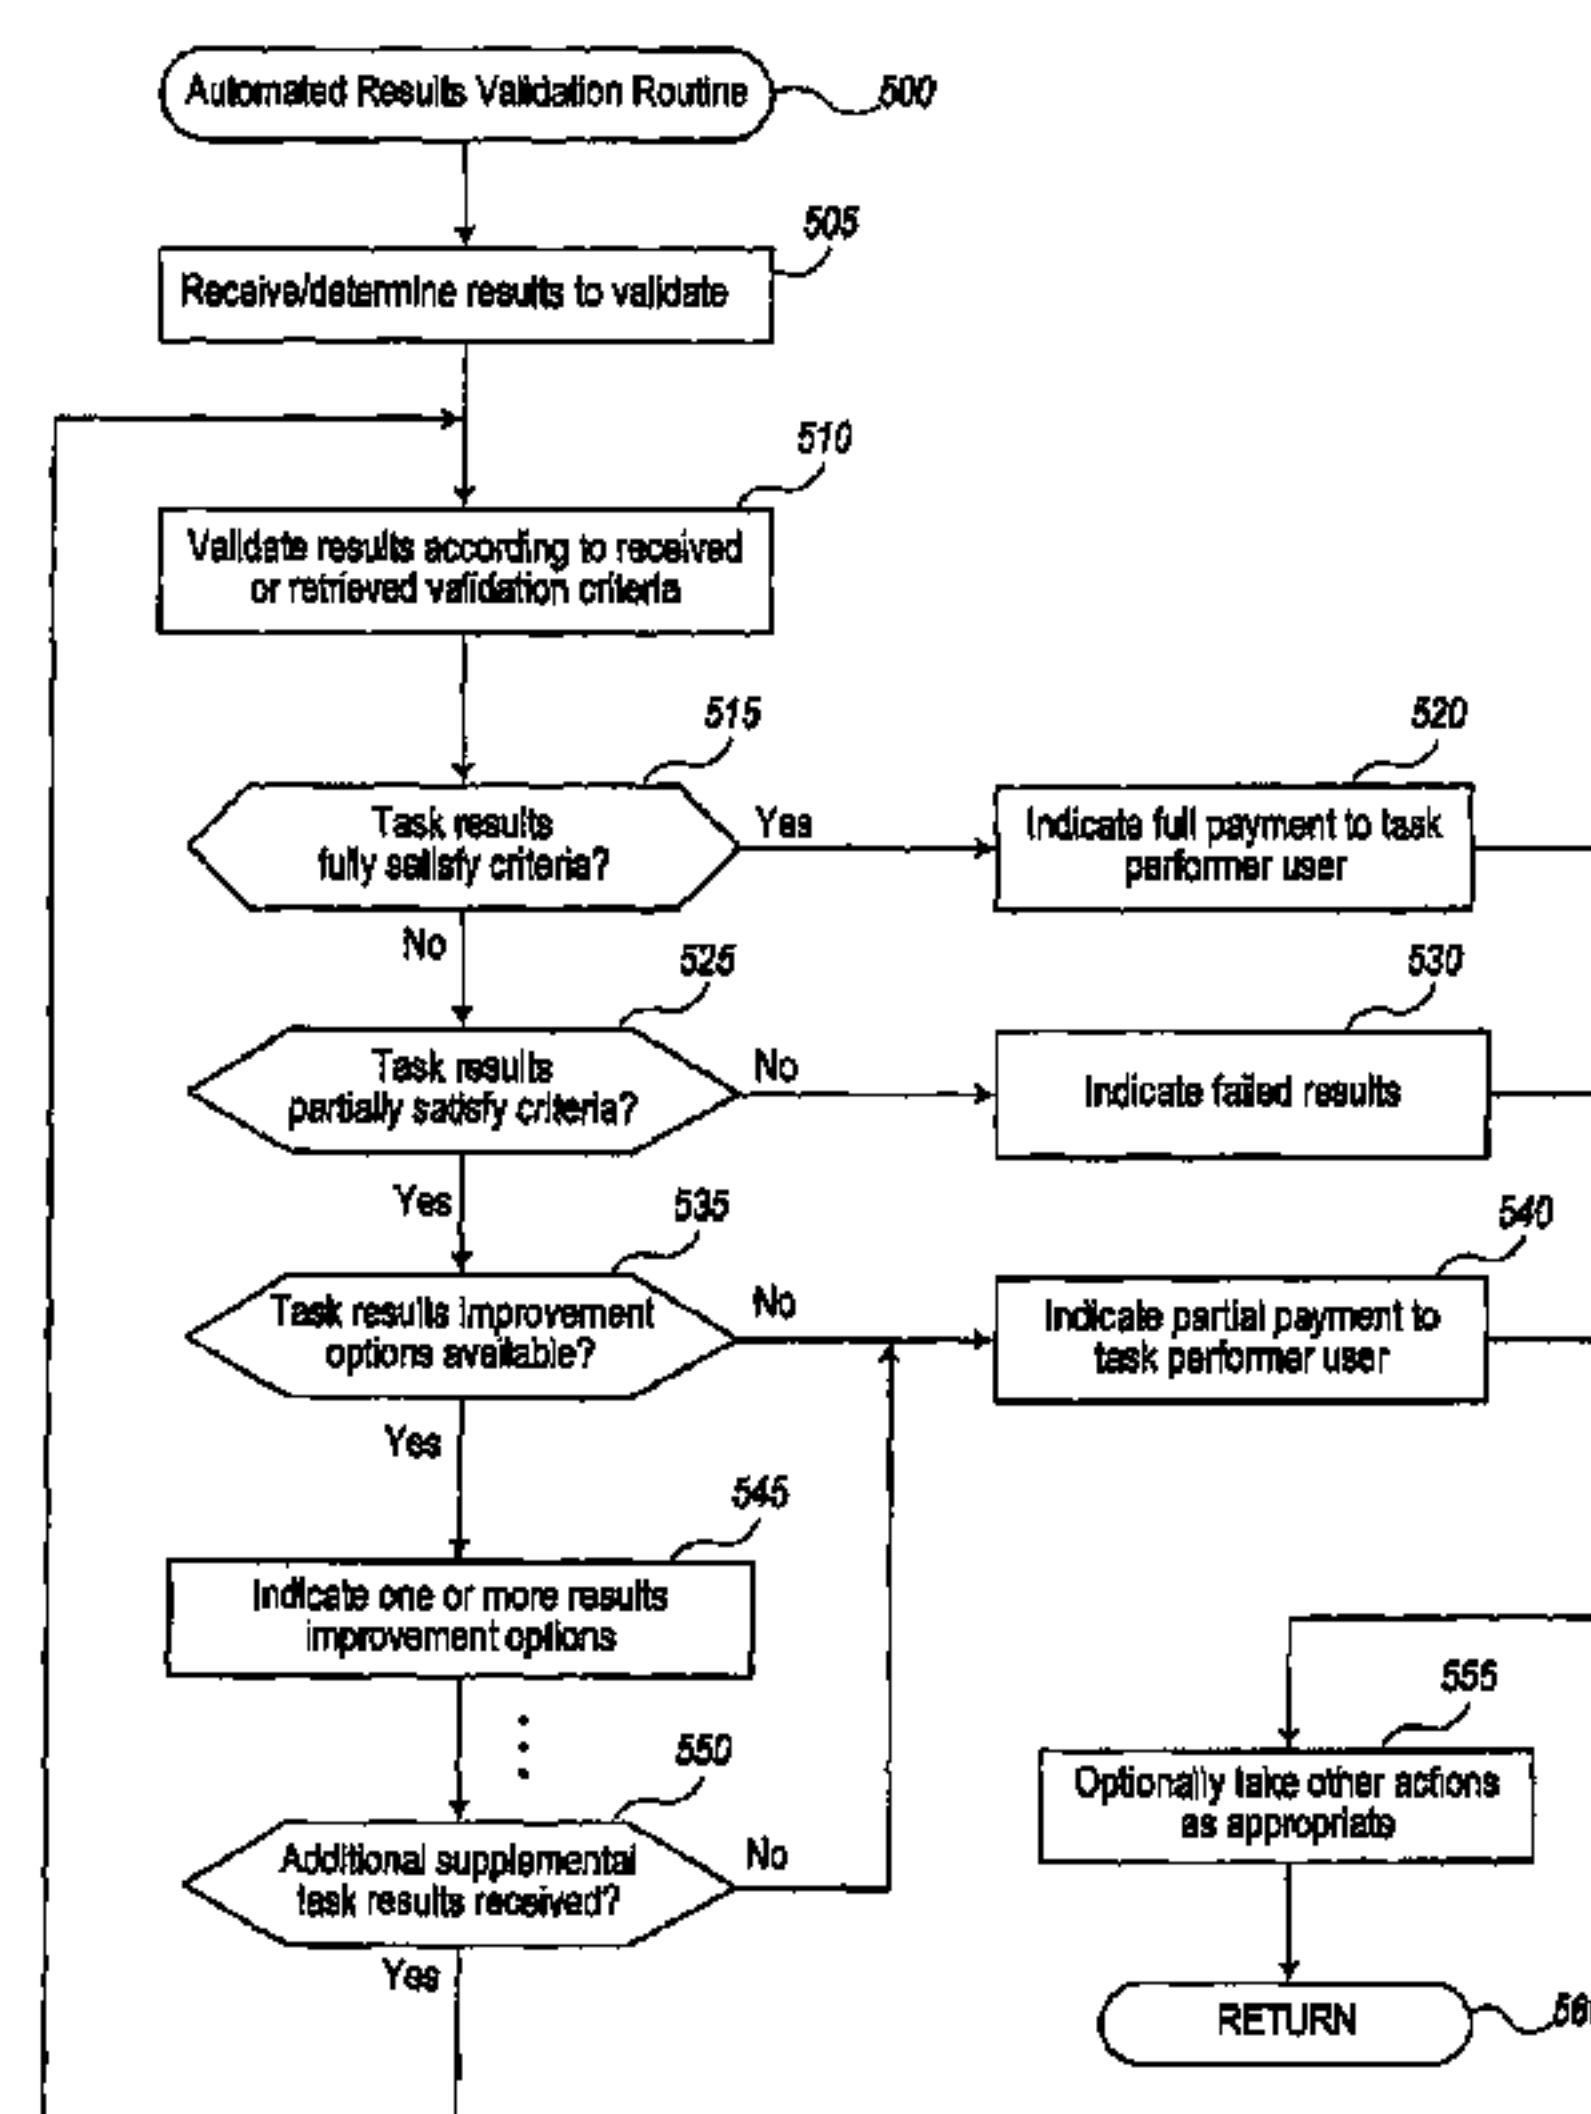 Automated Results Validation Routine
500
505
Receive/determine results to validate
510
Validate results according to received
or retrieved validation criteria
515
Task results
fully satisfy criteria?
Yes
520
Indicate full payment to task
performer user
No
525
Task results
partially satisfy criteria?
No
530
Indicate failed results
Yes
535
Task results improvement
options available?
No
540
Indicate partial payment to
task performer user
Yes
545
Indicate one or more results
improvement options
550
Additional supplemental
task results received?
No
Yes
555
Optionally take other actions
as appropriate
RETURN